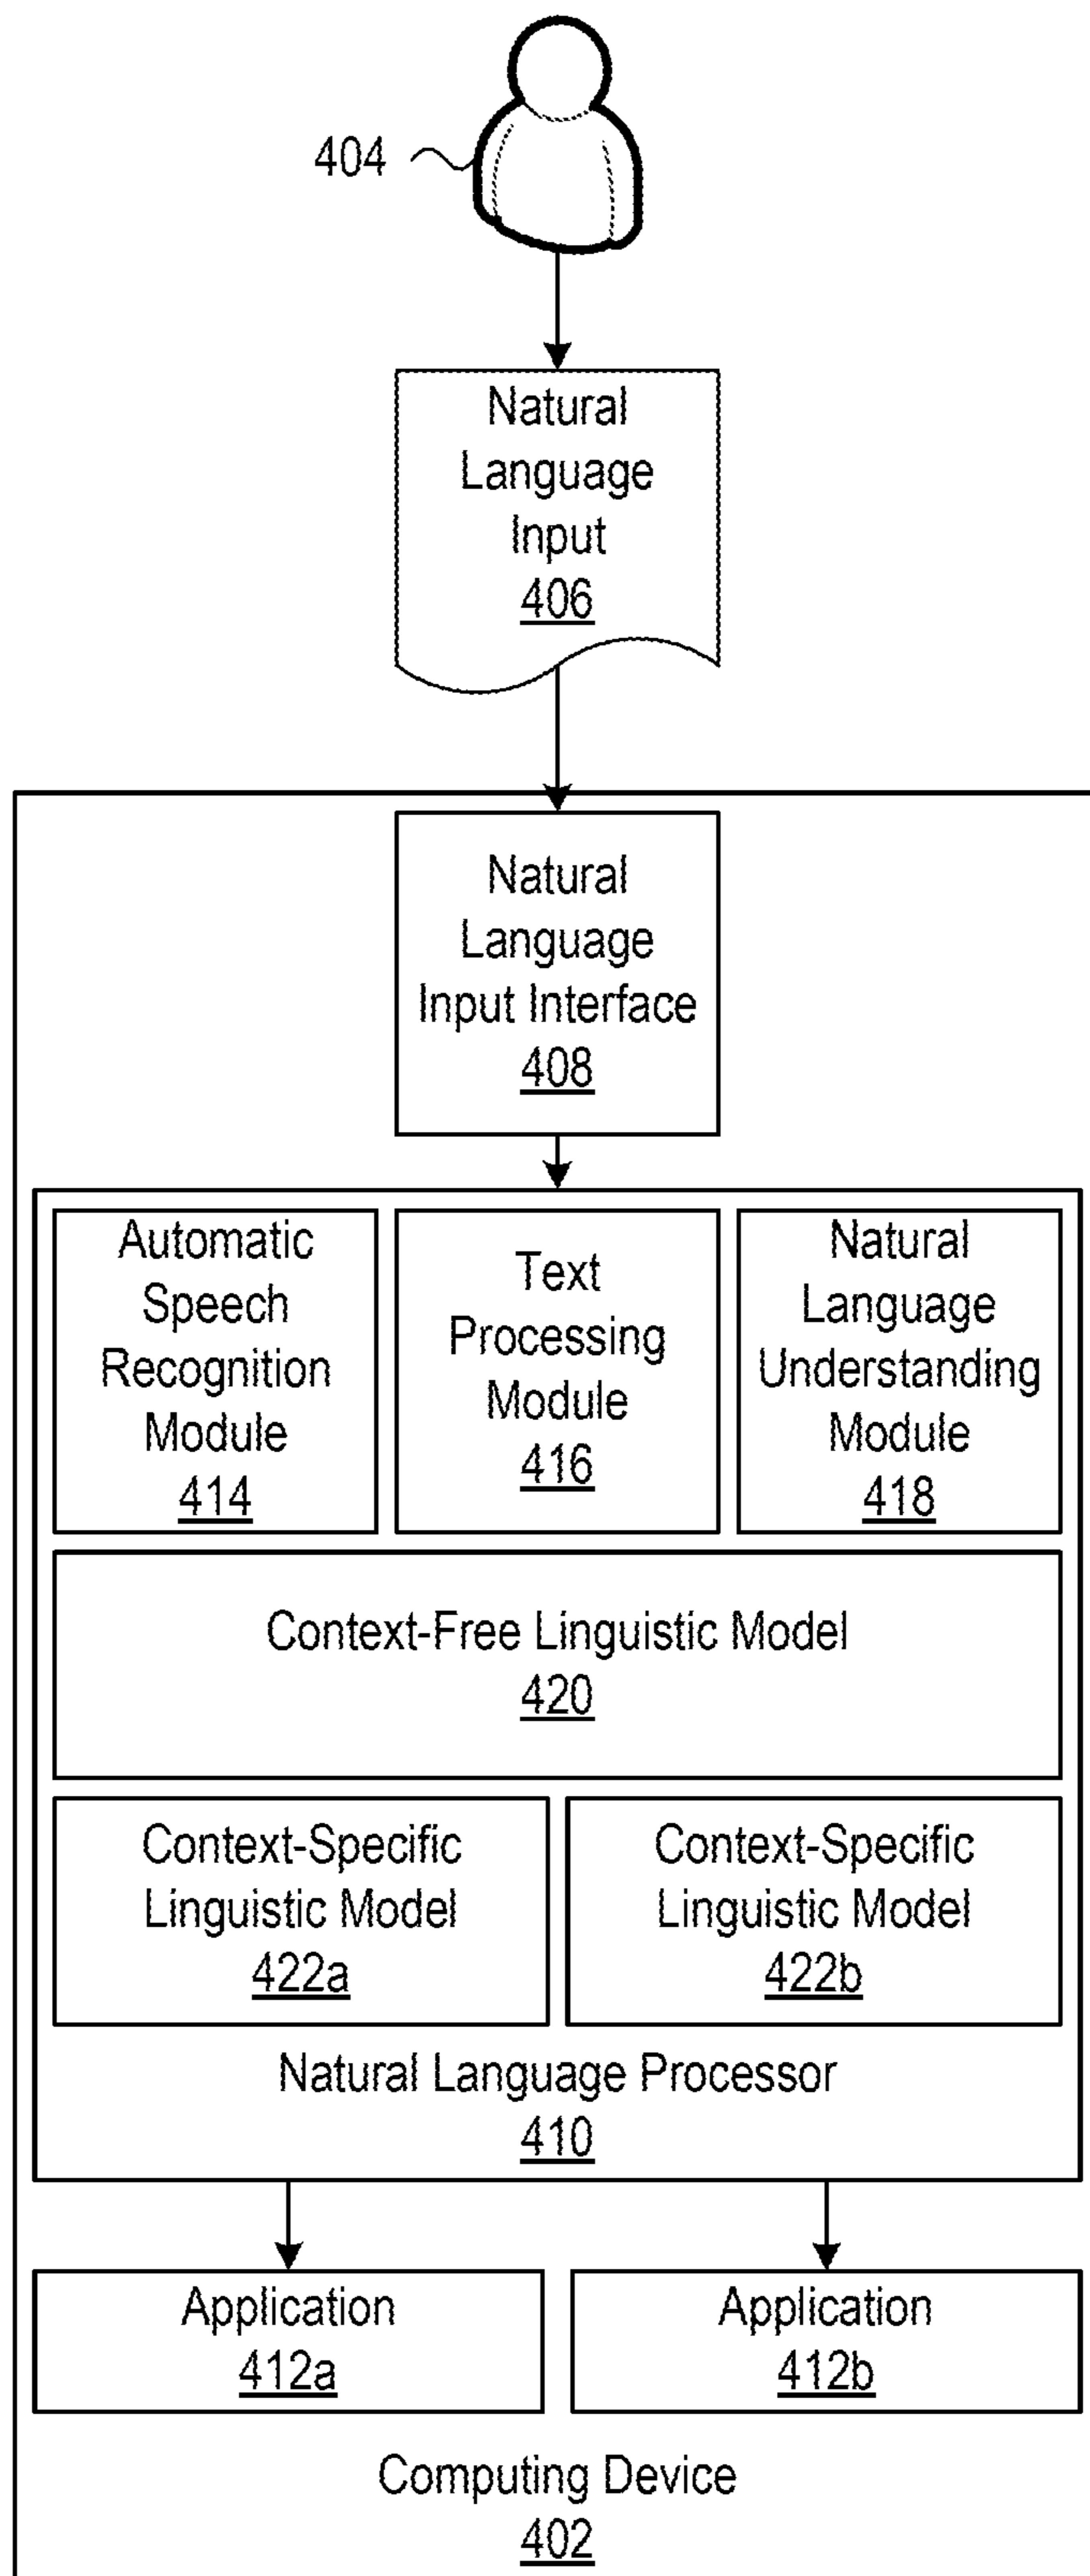 404
Natural
Language
Input
406
Natural
Language
Input Interface
408
Automatic
Speech
Recognition
Module
414
Text
Processing
Module
416
Natural
Language
Understanding
Module
418
Context-Free Linguistic Model
420
Context-Specific
Linguistic Model
422a
Context-Specific
Linguistic Model
422b
Natural Language Processor
410
Application
412a
Application
412b
Computing Device
402